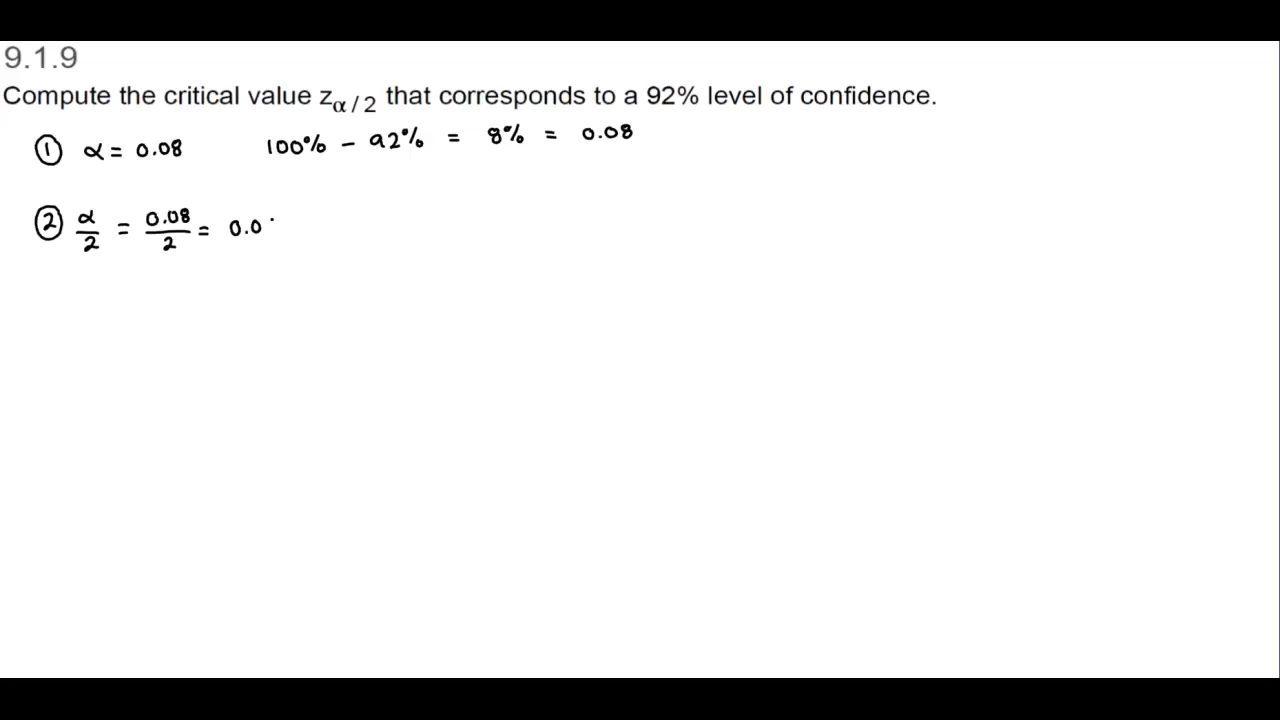 9.1.9
Compute the critical value zα/2 that corresponds to a 92% level of confidence.
① α = 0.08 100% - 92% = 8% = 0.08
② α/2 = 0.08/2 = 0.0